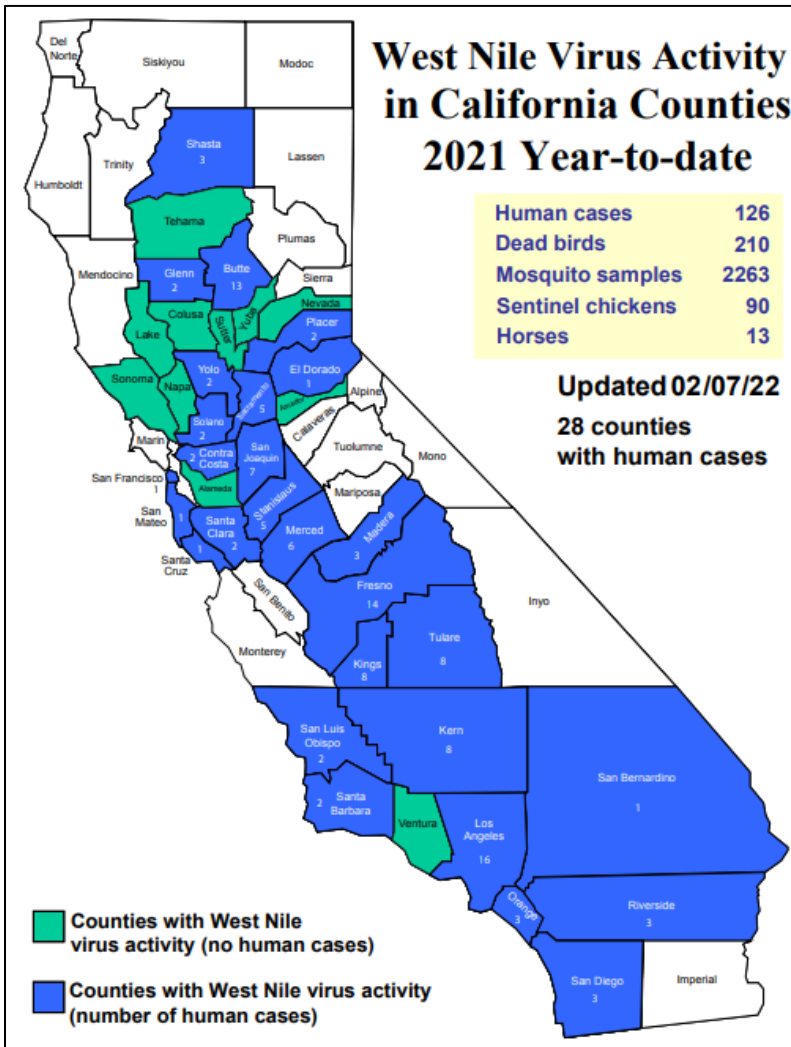 West Nile Virus Activity
in California Counties
2021 Year-to-date
Human cases 126
Dead birds 210
Mosquito samples 2263
Sentinel chickens 90
Horses 13
Updated 02/07/22
28 counties
with human cases
Del
Norte
Siskiyou
Modoc
Humboldt
Trinity
Shasta
3
Lassen
Tehama
Plumas
Mendocino
Glenn
2
Butte
13
Sierra
Lake
Colusa
Sutter
Yuba
Nevada
Placer
2
Sonoma
Napa
Yolo
2
Sacramento
5
El Dorado
1
Amador
Alpine
Solano
2
Calaveras
Marin
2
Contra
Costa
San
Joaquin
7
Tuolumne
Mono
San Francisco
1
Alameda
Stanislaus
5
Mariposa
San
Mateo
1
Santa
Clara
2
Merced
6
Madera
3
Santa
Cruz
1
San Benito
Fresno
14
Inyo
Monterey
Kings
8
Tulare
8
San Luis
Obispo
2
Kern
8
San Bernardino
1
2
Santa
Barbara
Ventura
Los
Angeles
16
Orange
3
Riverside
3
San Diego
3
Imperial
Counties with West Nile
virus activity (no human cases)
Counties with West Nile virus activity
(number of human cases)